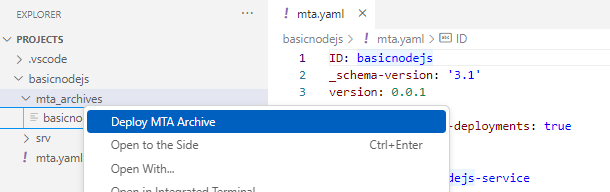 EXPLORER
PROJECTS
.vscode
basicnodejs
mta_archives
basicno
srv
mta.yaml
Deploy MTA Archive
Open to the Side Ctrl+Enter
Open With...
Open in Integrated Terminal
! mta.yaml
basicnodejs > ! mta.yaml > abc ID
1 ID: basicnodejs
2 _schema-version: '3.1'
3 version: 0.0.1
-deployments: true
dejs-service